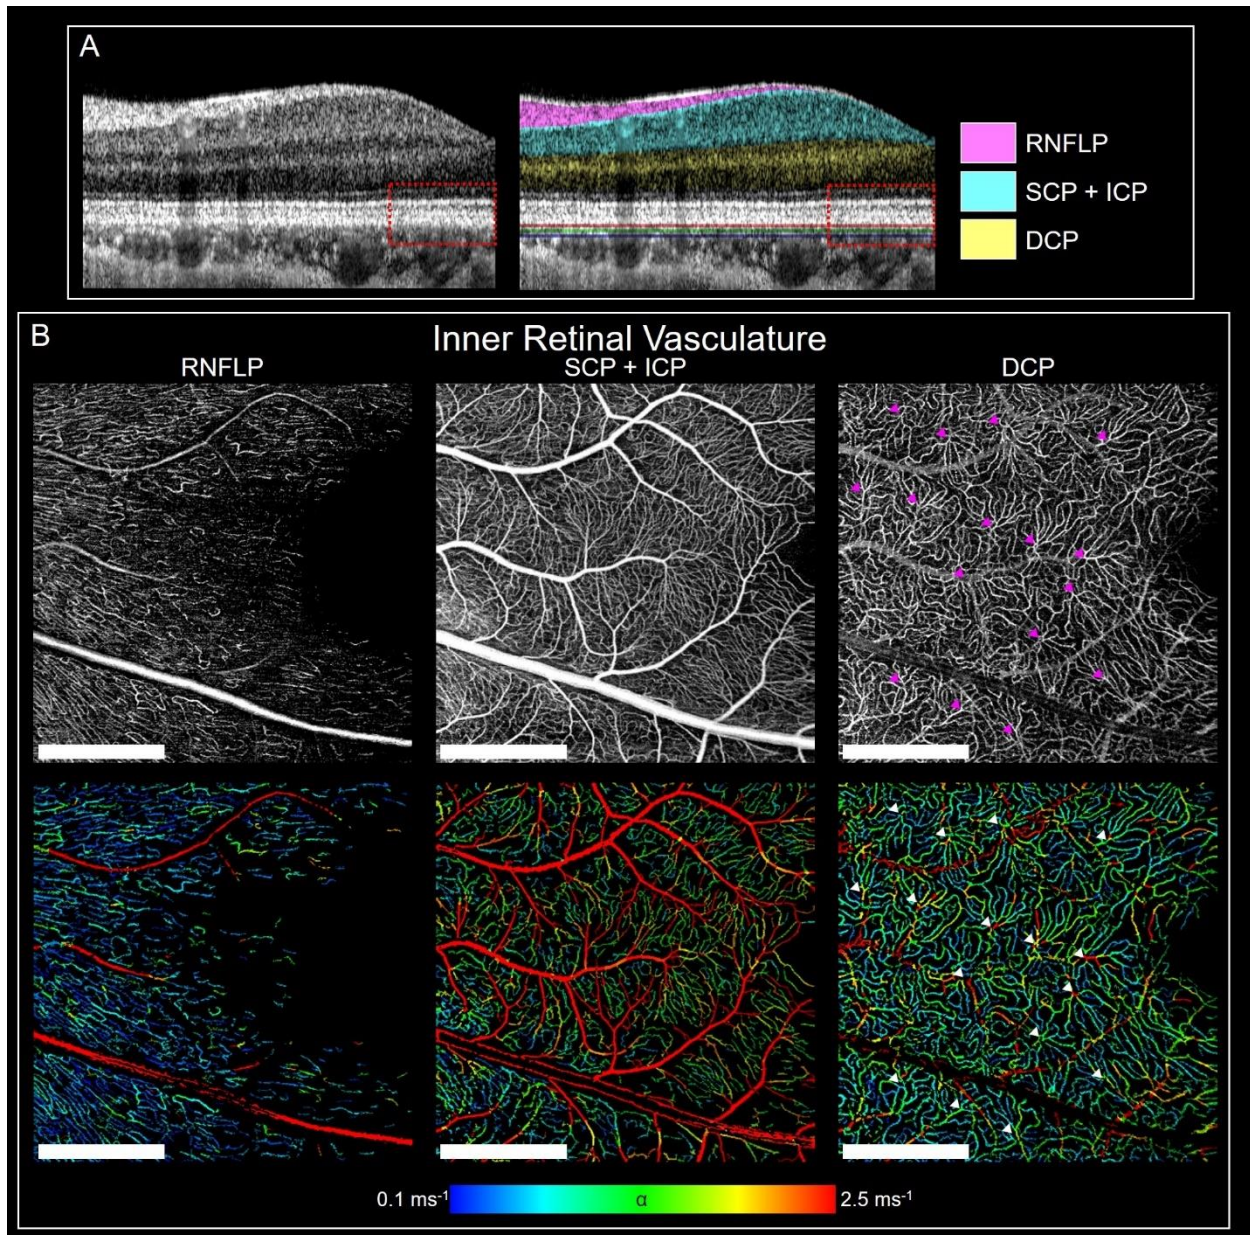 A
RNFLP
SCP + ICP
DCP
B
Inner Retinal Vasculature
RNFLP
SCP + ICP
DCP
0.1 ms⁻¹
α
2.5 ms⁻¹